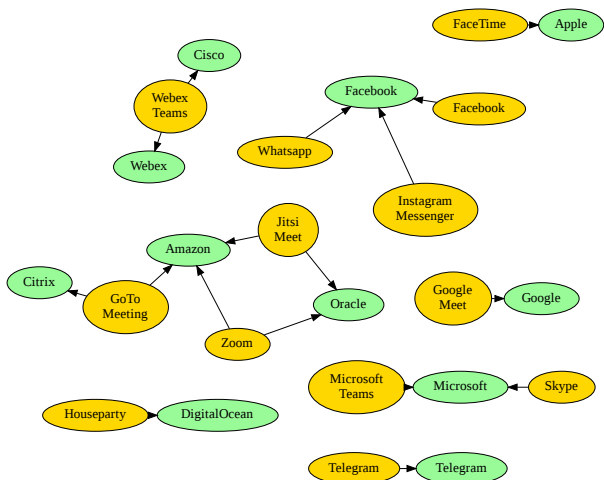 FaceTime
Apple
Cisco
Webex
Teams
Facebook
Facebook
Whatsapp
Webex
Instagram
Messenger
Jitsi
Meet
Amazon
Citrix
GoTo
Meeting
Oracle
Google
Meet
Google
Zoom
Microsoft
Teams
Microsoft
Skype
Houseparty
DigitalOcean
Telegram
Telegram